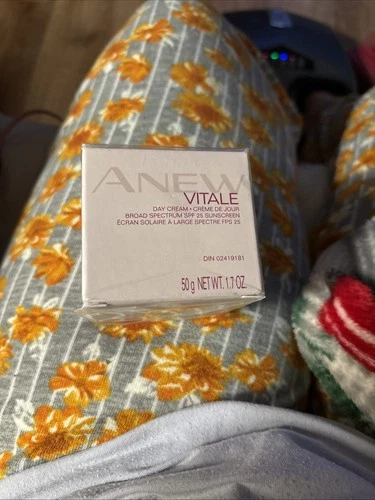 ANEW
VITALE
DAY CREAM • CRÈME DE JOUR
BROAD SPECTRUM SPF 25 SUNSCREEN
ÉCRAN SOLAIRE À LARGE SPECTRE FPS 25
DIN 02419181
50 g NET WT. 1.7 OZ